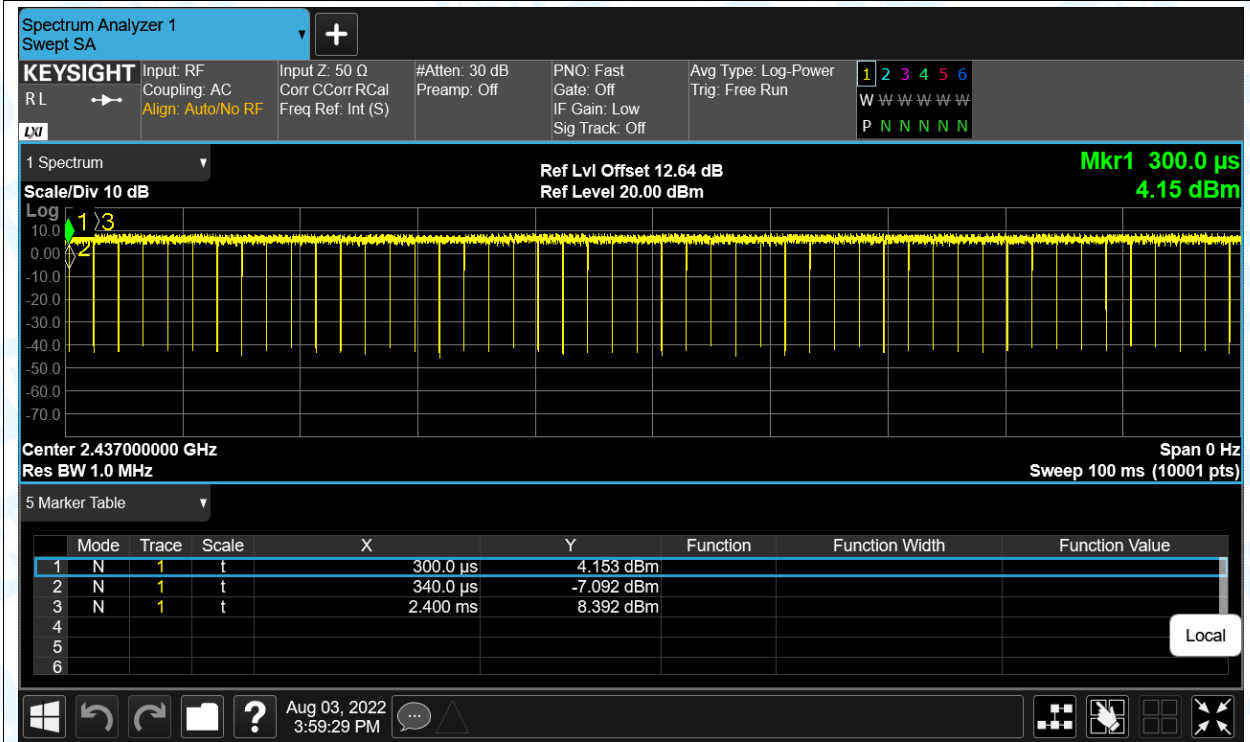 Spectrum Analyzer 1
Swept SA
+
KEYSIGHT
R L
LXI
Input: RF
Coupling: AC
Align: Auto/No RF
Input Z: 50 Ω
Corr CCorr RCal
Freq Ref: Int (S)
#Atten: 30 dB
Preamp: Off
PNO: Fast
Gate: Off
IF Gain: Low
Sig Track: Off
Avg Type: Log-Power
Trig: Free Run
1 2 3 4 5 6
W W W W W W
P N N N N N
1 Spectrum
Scale/Div 10 dB
Ref Lvl Offset 12.64 dB
Ref Level 20.00 dBm
Mkr1 300.0 µs
4.15 dBm
Log
1 3
2
10.0
0.00
-10.0
-20.0
-30.0
-40.0
-50.0
-60.0
-70.0
Center 2.437000000 GHz
Span 0 Hz
Res BW 1.0 MHz
Sweep 100 ms (10001 pts)
5 Marker Table
Mode Trace Scale X Y Function Function Width Function Value
1 N 1 t 300.0 µs 4.153 dBm
2 N 1 t 340.0 µs -7.092 dBm
3 N 1 t 2.400 ms 8.392 dBm
4
5
6
Local
?
Aug 03, 2022
3:59:29 PM